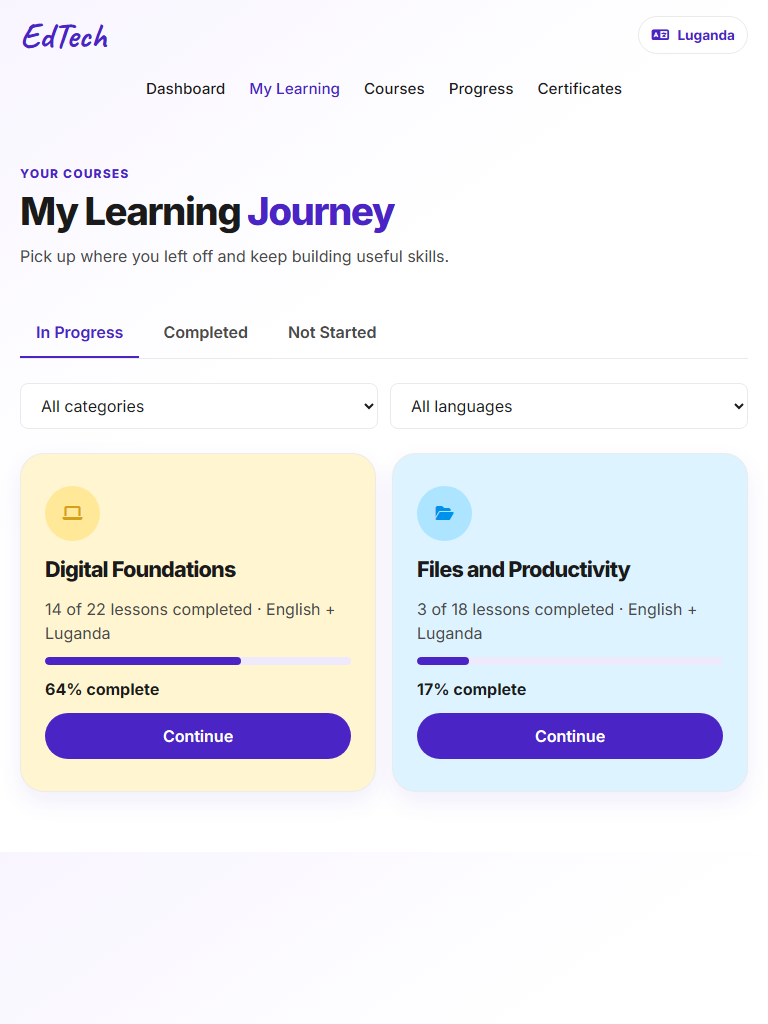 EdTech
Luganda
Dashboard
My Learning
Courses
Progress
Certificates
YOUR COURSES
My Learning Journey
Pick up where you left off and keep building useful skills.
In Progress
Completed
Not Started
All categories
All languages
Digital Foundations
14 of 22 lessons completed · English +
Luganda
64% complete
Continue
Files and Productivity
3 of 18 lessons completed · English +
Luganda
17% complete
Continue